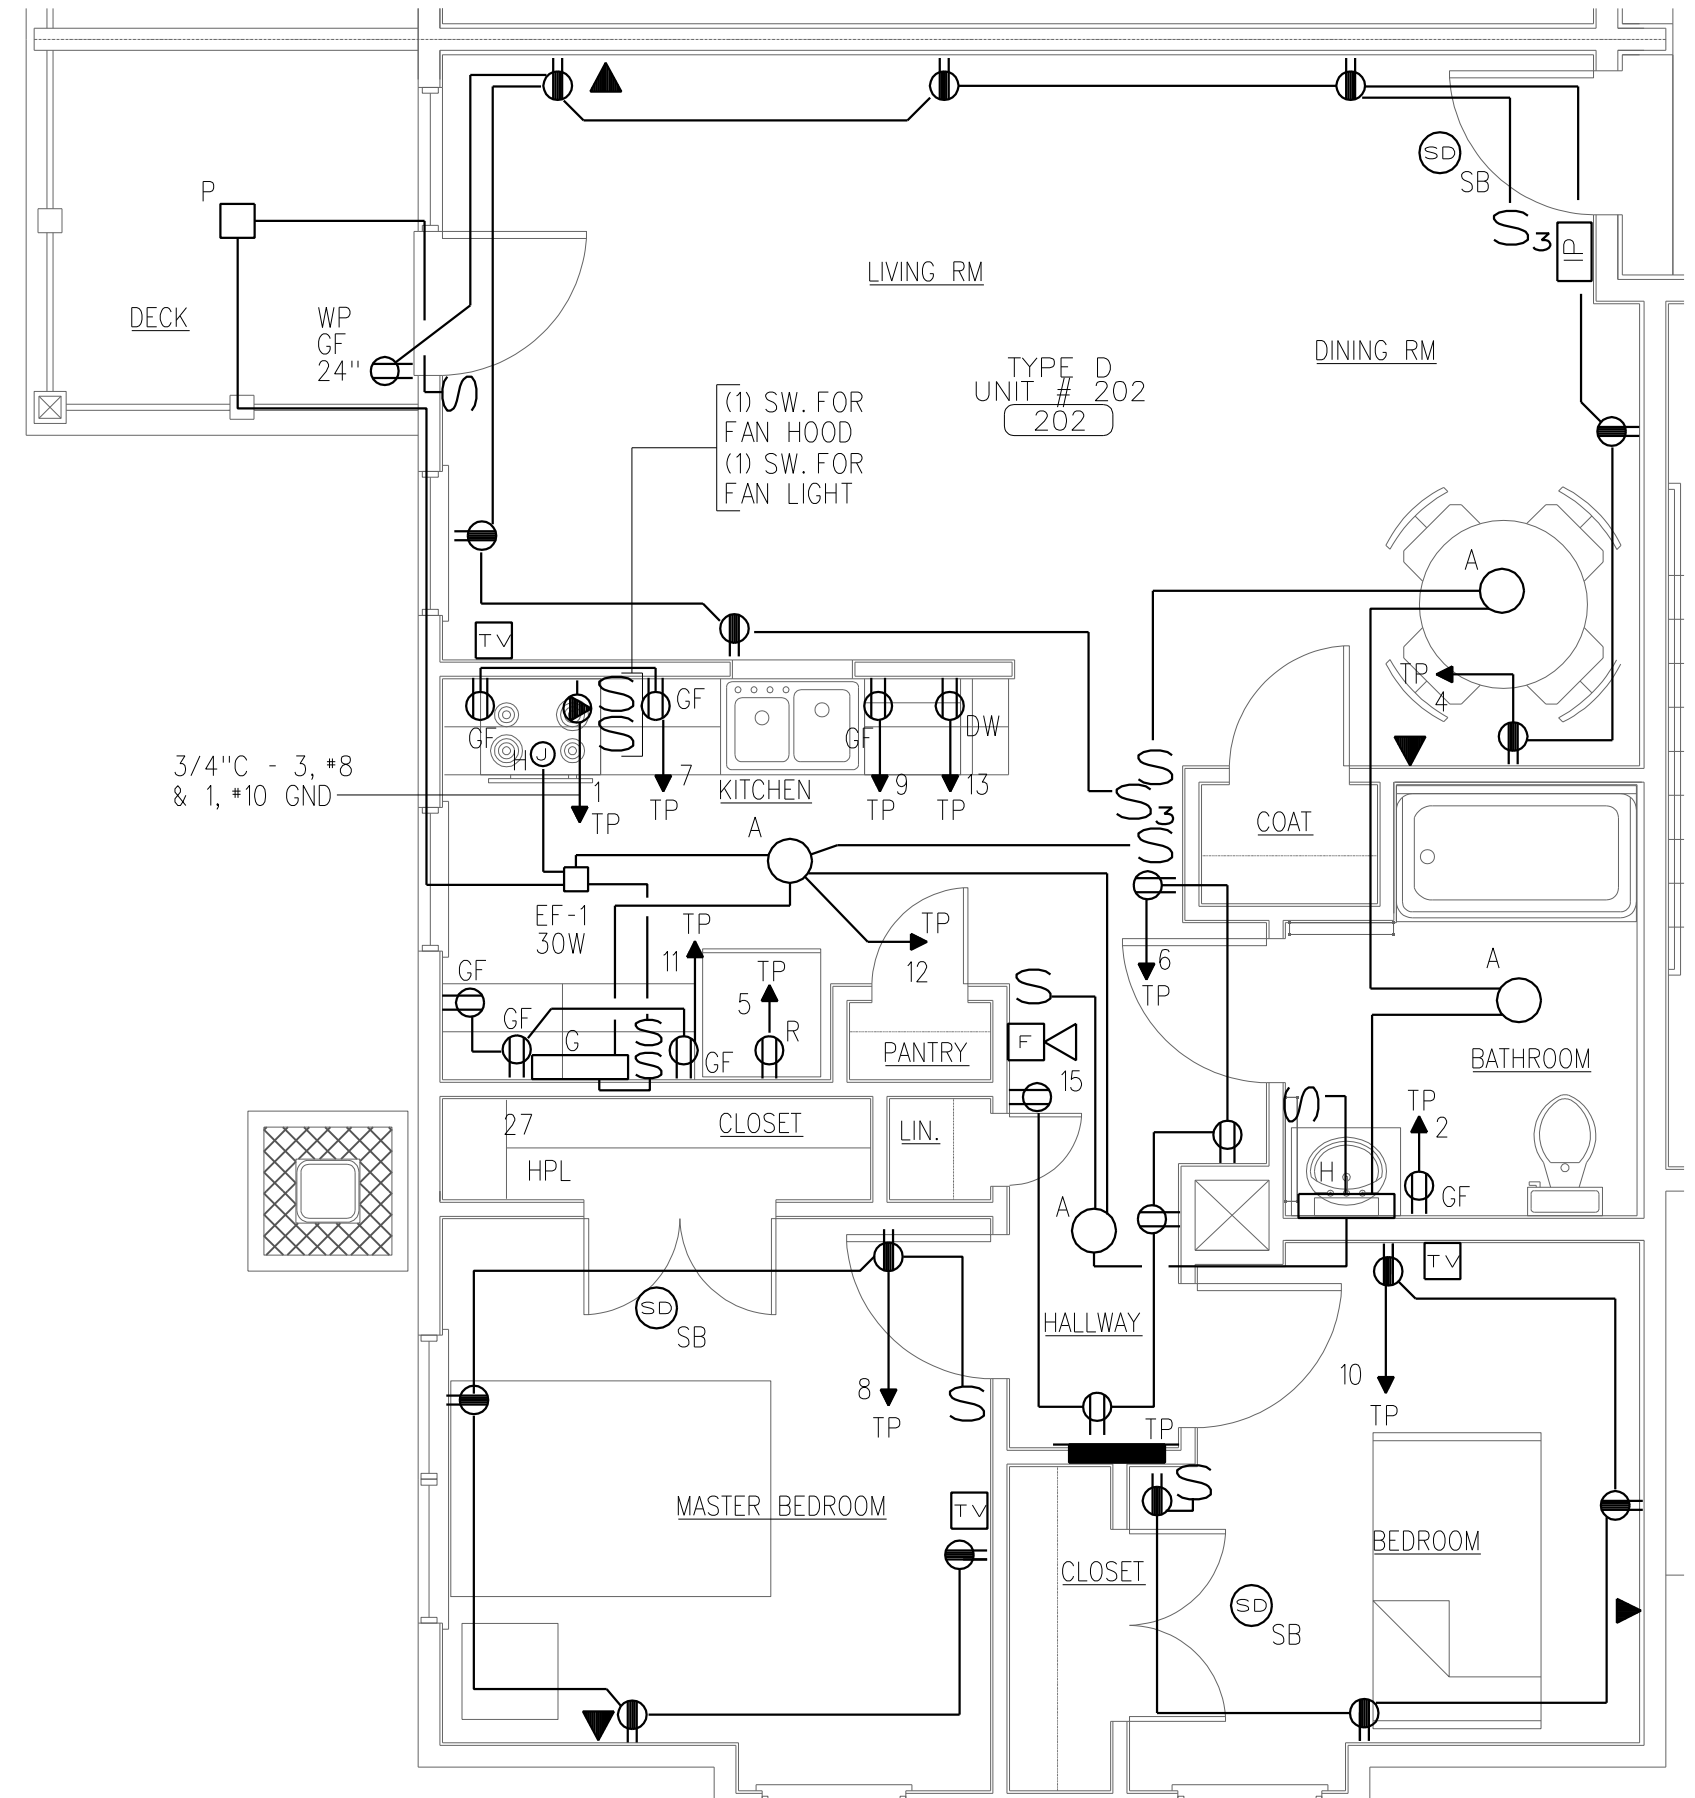 SD
SB
P
S
3
IP
LIVING RM
DECK
WP
GF
24"
DINING RM
TYPE D
UNIT # 202
202
S
(1) SW. FOR
FAN HOOD
(1) SW. FOR
FAN LIGHT
A
TV
TP
4
S
S
GF
GF
GF
DW
H
J
3/4"C - 3, #8
& 1, #10 GND
1
TP
7
TP
KITCHEN
9
TP
13
TP
S
S
3
S
COAT
A
EF-1
30W
TP
11
TP
12
6
TP
A
GF
TP
5
S
GF
G
S
S
GF
R
F
15
PANTRY
BATHROOM
27
CLOSET
LIN.
S
TP
2
HPL
H
GF
A
TV
SD
SB
HALLWAY
8
TP
S
10
TP
TP
S
MASTER BEDROOM
TV
BEDROOM
CLOSET
SD
SB